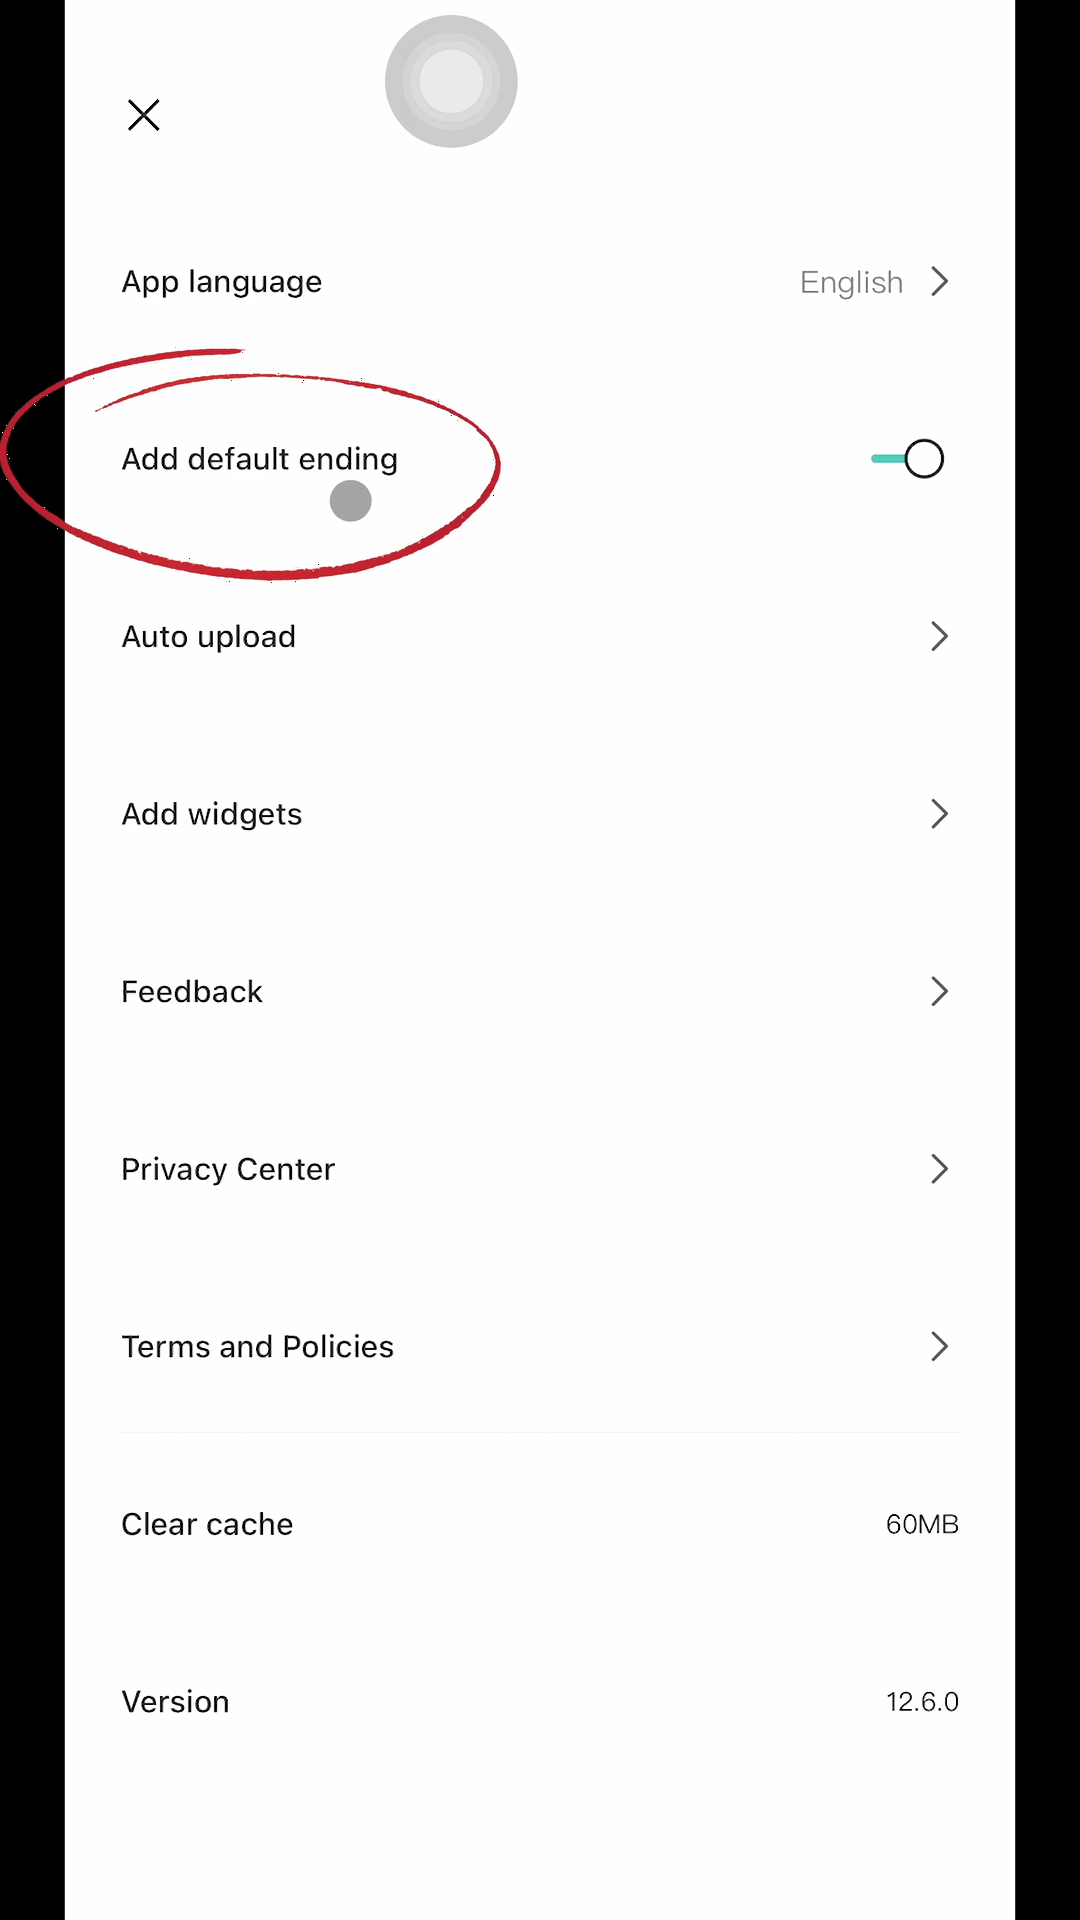 App language English
Add default ending
Auto upload
Add widgets
Feedback
Privacy Center
Terms and Policies
Clear cache 60MB
Version 12.6.0